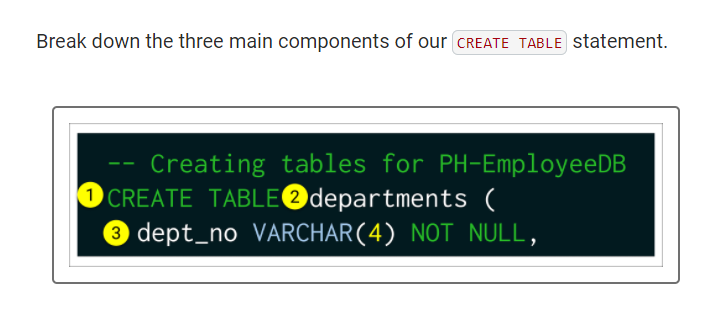 Break down the three main components of our CREATE TABLE statement.
-- Creating tables for PH-EmployeeDB
1 CREATE TABLE 2 departments (
3 dept_no VARCHAR(4) NOT NULL,